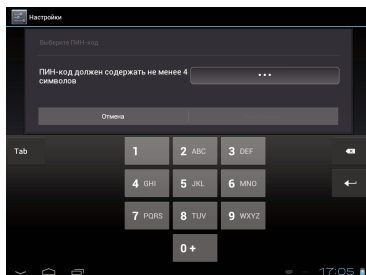 Настройки
Выберите ПИН-код
ПИН-код должен содержать не менее 4
символов
•••
Отмена
Tab
1
2 ABC
3 DEF
4 GHI
5 JKL
6 MNO
7 PQRS
8 TUV
9 WXYZ
0 +
17:05